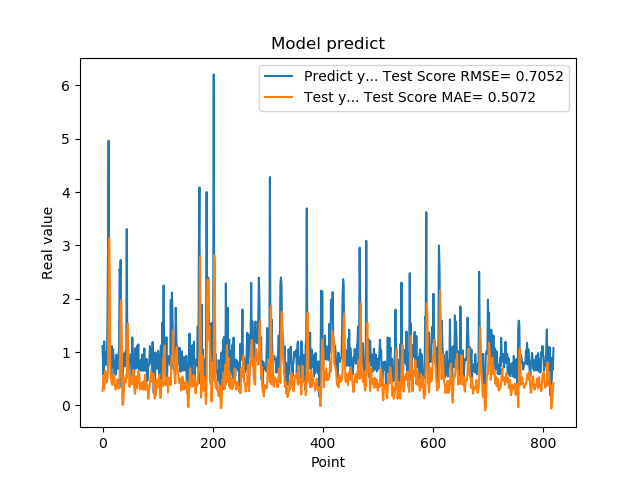 Model predict
Predict y... Test Score RMSE= 0.7052
Test y... Test Score MAE= 0.5072
Real value
6
5
4
3
2
1
0
0 200 400 600 800
Point